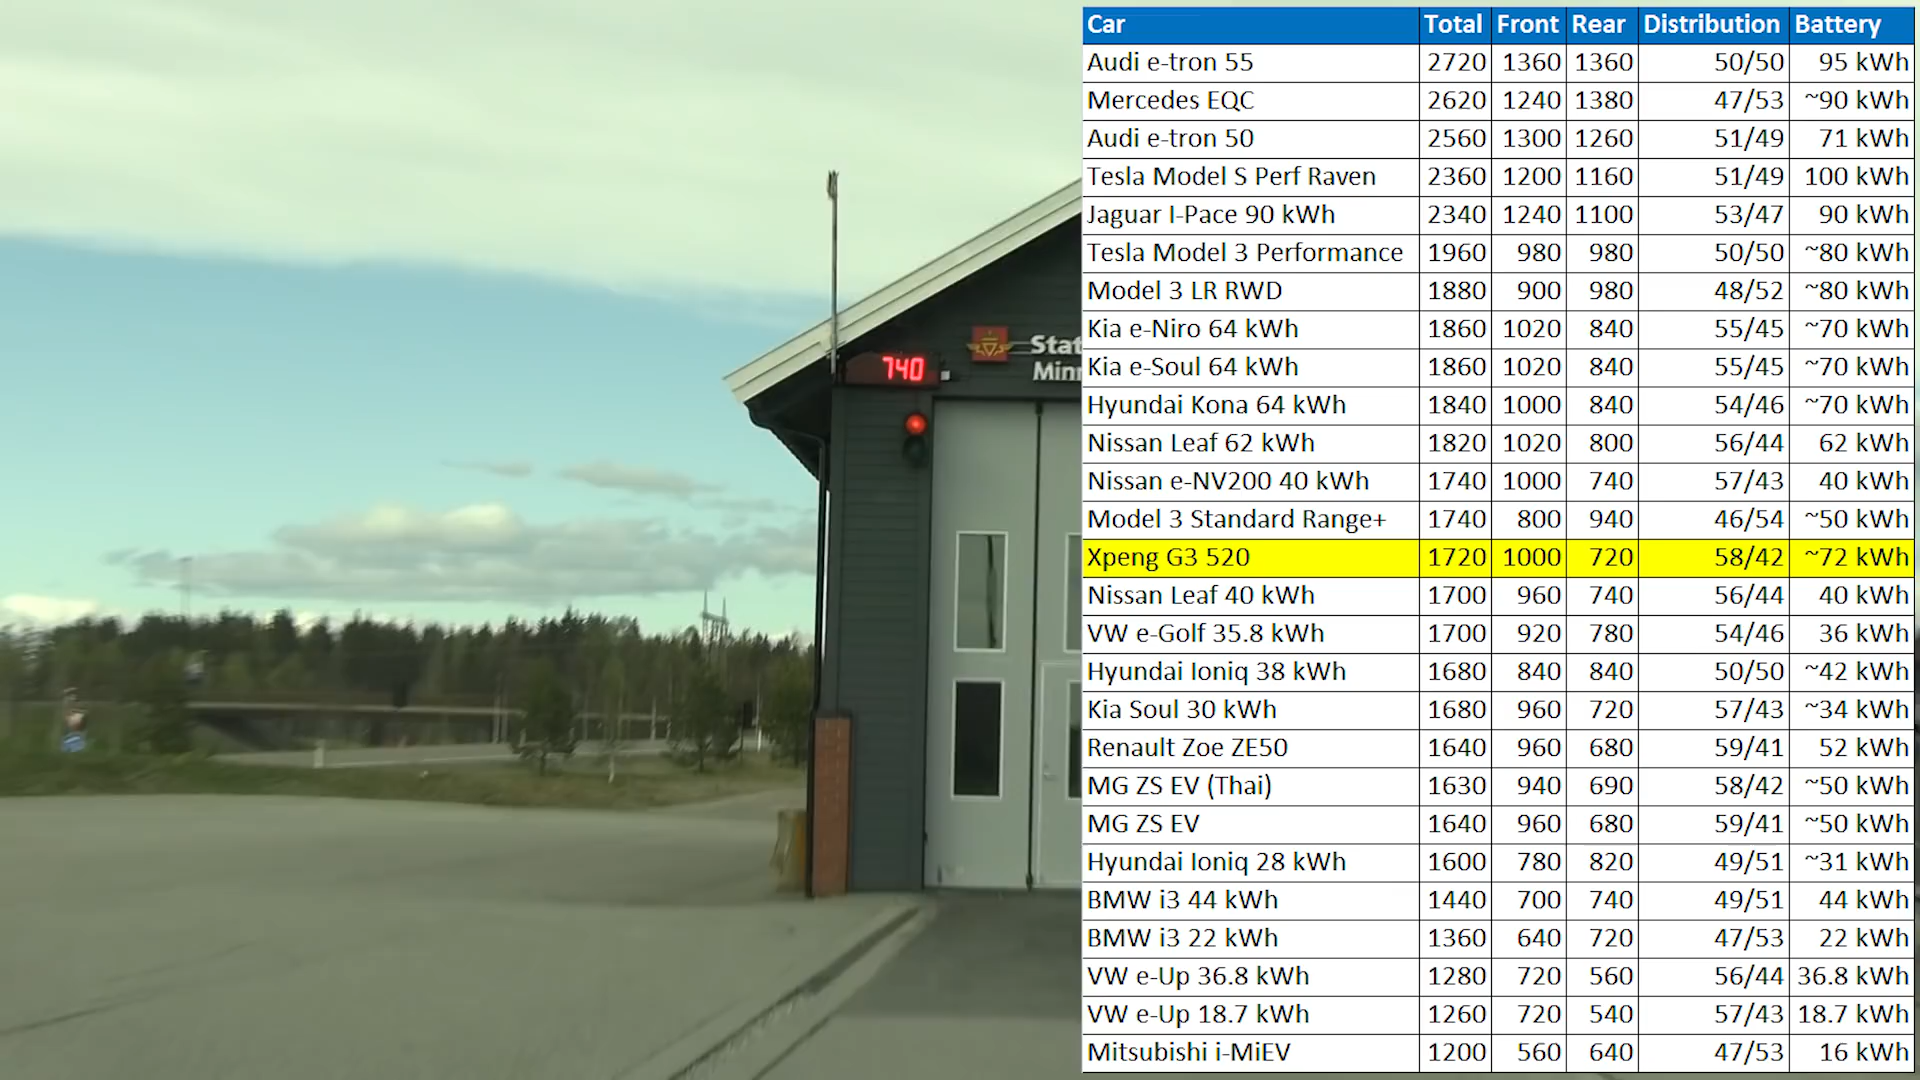 740
Stat
Minn
Car Total Front Rear Distribution Battery
Audi e-tron 55 2720 1360 1360 50/50 95 kWh
Mercedes EQC 2620 1240 1380 47/53 ~90 kWh
Audi e-tron 50 2560 1300 1260 51/49 71 kWh
Tesla Model S Perf Raven 2360 1200 1160 51/49 100 kWh
Jaguar I-Pace 90 kWh 2340 1240 1100 53/47 90 kWh
Tesla Model 3 Performance 1960 980 980 50/50 ~80 kWh
Model 3 LR RWD 1880 900 980 48/52 ~80 kWh
Kia e-Niro 64 kWh 1860 1020 840 55/45 ~70 kWh
Kia e-Soul 64 kWh 1860 1020 840 55/45 ~70 kWh
Hyundai Kona 64 kWh 1840 1000 840 54/46 ~70 kWh
Nissan Leaf 62 kWh 1820 1020 800 56/44 62 kWh
Nissan e-NV200 40 kWh 1740 1000 740 57/43 40 kWh
Model 3 Standard Range+ 1740 800 940 46/54 ~50 kWh
Xpeng G3 520 1720 1000 720 58/42 ~72 kWh
Nissan Leaf 40 kWh 1700 960 740 56/44 40 kWh
VW e-Golf 35.8 kWh 1700 920 780 54/46 36 kWh
Hyundai Ioniq 38 kWh 1680 840 840 50/50 ~42 kWh
Kia Soul 30 kWh 1680 960 720 57/43 ~34 kWh
Renault Zoe ZE50 1640 960 680 59/41 52 kWh
MG ZS EV (Thai) 1630 940 690 58/42 ~50 kWh
MG ZS EV 1640 960 680 59/41 ~50 kWh
Hyundai Ioniq 28 kWh 1600 780 820 49/51 ~31 kWh
BMW i3 44 kWh 1440 700 740 49/51 44 kWh
BMW i3 22 kWh 1360 640 720 47/53 22 kWh
VW e-Up 36.8 kWh 1280 720 560 56/44 36.8 kWh
VW e-Up 18.7 kWh 1260 720 540 57/43 18.7 kWh
Mitsubishi i-MiEV 1200 560 640 47/53 16 kWh